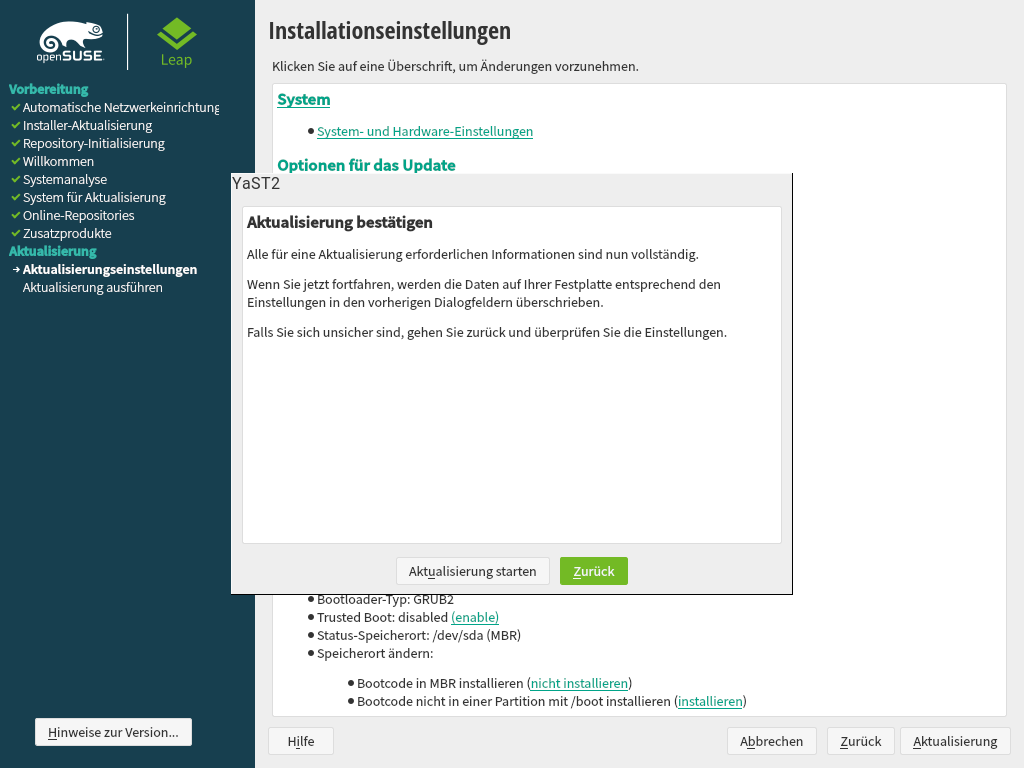 openSUSE
Leap
Vorbereitung
Automatische Netzwerkeinrichtung
Installer-Aktualisierung
Repository-Initialisierung
Willkommen
Systemanalyse
System für Aktualisierung
Online-Repositories
Zusatzprodukte
Aktualisierung
Aktualisierungseinstellungen
Aktualisierung ausführen
Hinweise zur Version...
Installationseinstellungen
Klicken Sie auf eine Überschrift, um Änderungen vorzunehmen.
System
System- und Hardware-Einstellungen
Optionen für das Update
YaST2
Aktualisierung bestätigen
Alle für eine Aktualisierung erforderlichen Informationen sind nun vollständig.
Wenn Sie jetzt fortfahren, werden die Daten auf Ihrer Festplatte entsprechend den
Einstellungen in den vorherigen Dialogfeldern überschrieben.
Falls Sie sich unsicher sind, gehen Sie zurück und überprüfen Sie die Einstellungen.
Aktualisierung starten
Zurück
Bootloader-Typ: GRUB2
Trusted Boot: disabled (enable)
Status-Speicherort: /dev/sda (MBR)
Speicherort ändern:
Bootcode in MBR installieren (nicht installieren)
Bootcode nicht in einer Partition mit /boot installieren (installieren)
Hilfe
Abbrechen
Zurück
Aktualisierung